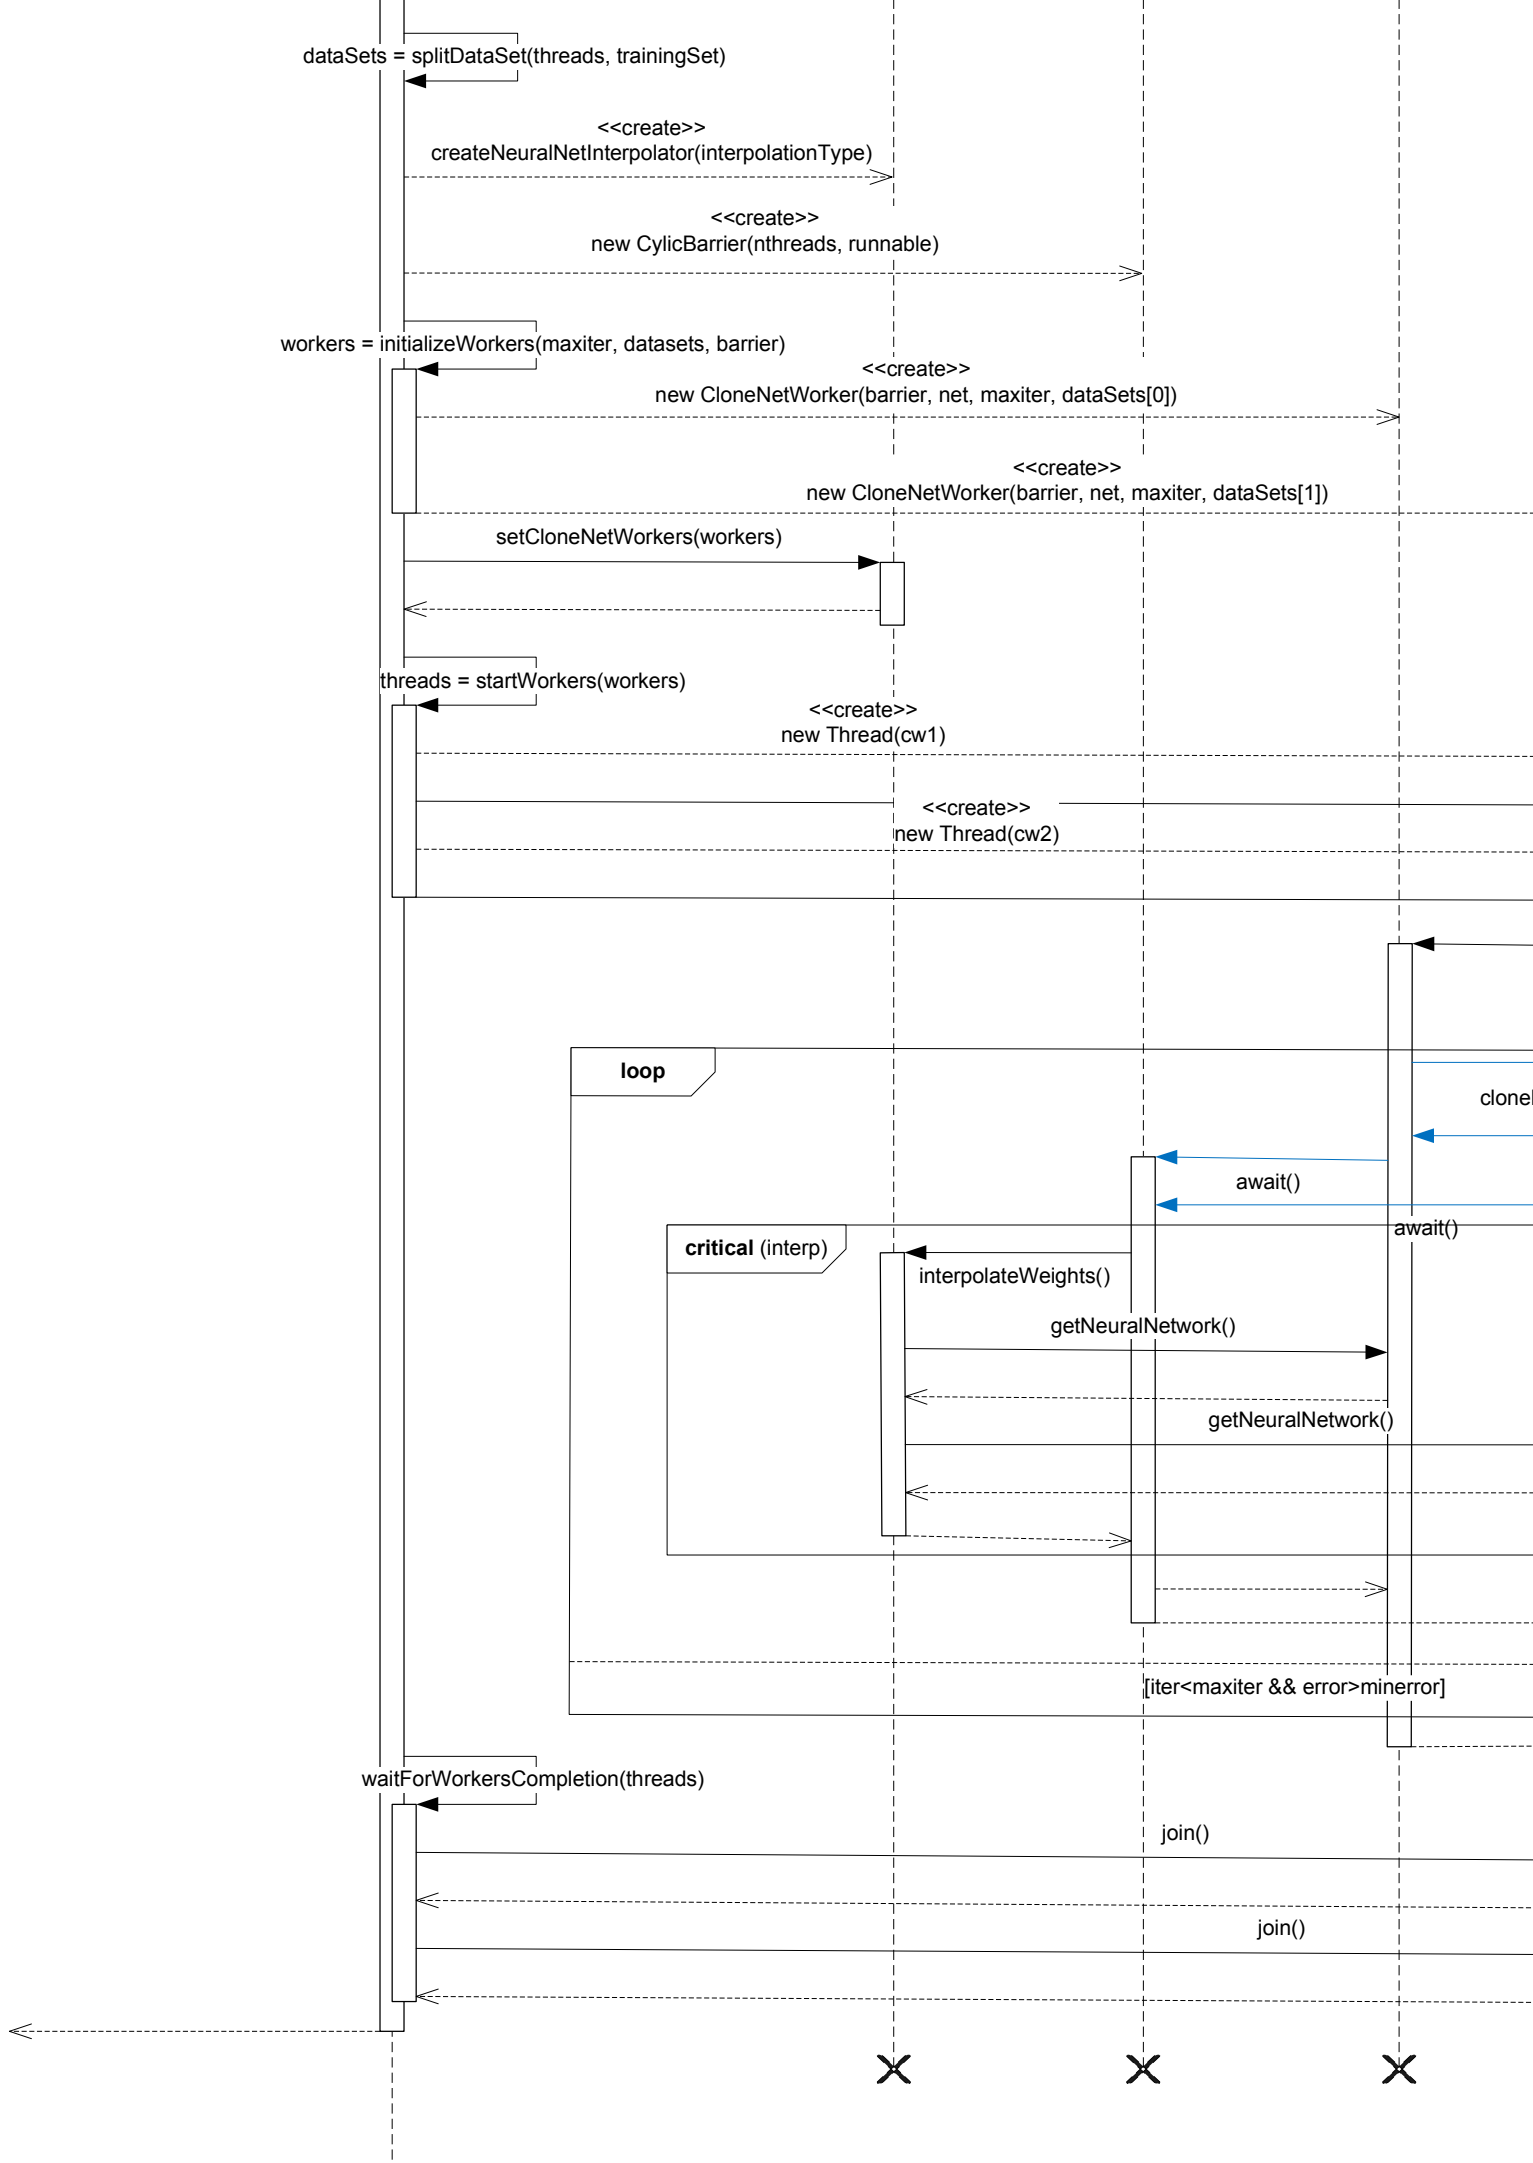 dataSets = splitDataSet(threads, trainingSet)
<<create>>
createNeuralNetInterpolator(interpolationType)
<<create>>
new CylicBarrier(nthreads, runnable)
workers = initializeWorkers(maxiter, datasets, barrier)
<<create>>
new CloneNetWorker(barrier, net, maxiter, dataSets[0])
<<create>>
new CloneNetWorker(barrier, net, maxiter, dataSets[1])
setCloneNetWorkers(workers)
threads = startWorkers(workers)
<<create>>
new Thread(cw1)
<<create>>
new Thread(cw2)
loop
await()
await()
critical (interp)
interpolateWeights()
getNeuralNetwork()
getNeuralNetwork()
[iter<maxiter && error>minerror]
waitForWorkersCompletion(threads)
join()
join()